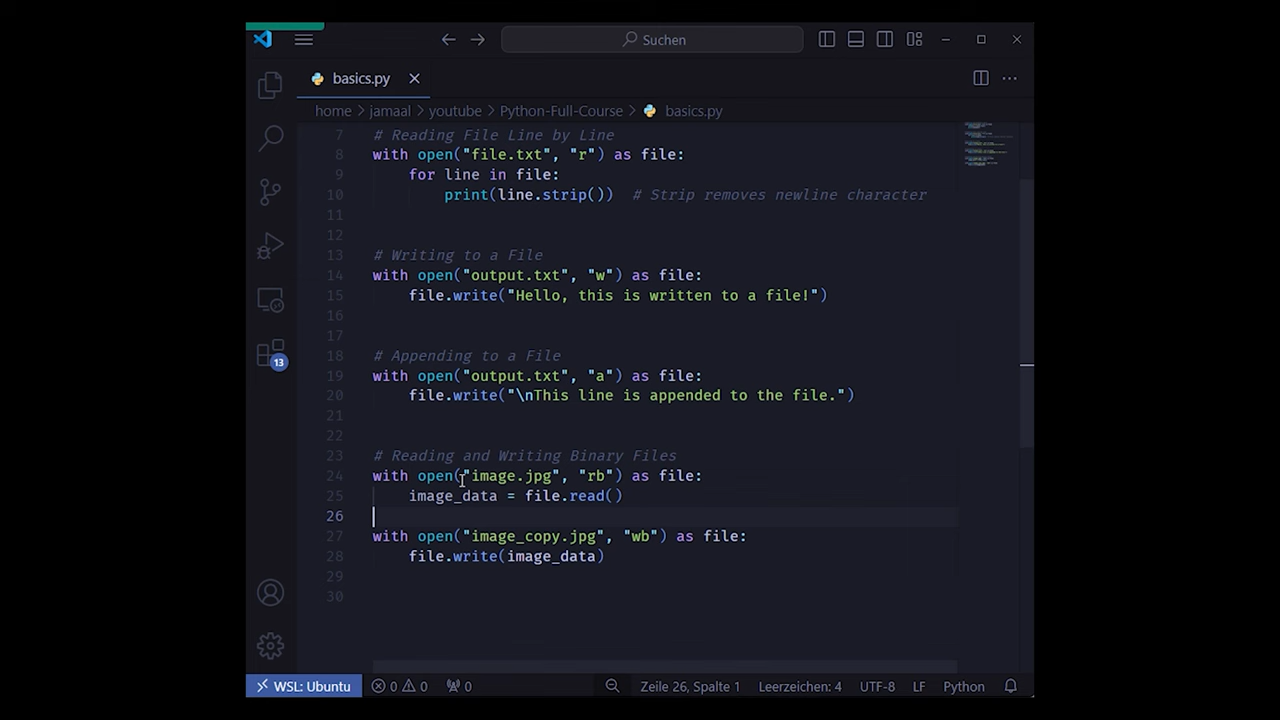 Suchen
basics.py
home > jamaal > youtube > Python-Full-Course > basics.py
7 # Reading File Line by Line
8 with open("file.txt", "r") as file:
9 for line in file:
10 print(line.strip()) # Strip removes newline character
11
12
13 # Writing to a File
14 with open("output.txt", "w") as file:
15 file.write("Hello, this is written to a file!")
16
17
18 # Appending to a File
19 with open("output.txt", "a") as file:
20 file.write("\nThis line is appended to the file.")
21
22
23 # Reading and Writing Binary Files
24 with open("image.jpg", "rb") as file:
25 image_data = file.read()
26
27 with open("image_copy.jpg", "wb") as file:
28 file.write(image_data)
29
30
13
WSL: Ubuntu 0 0 0 Zeile 26, Spalte 1 Leerzeichen: 4 UTF-8 LF Python